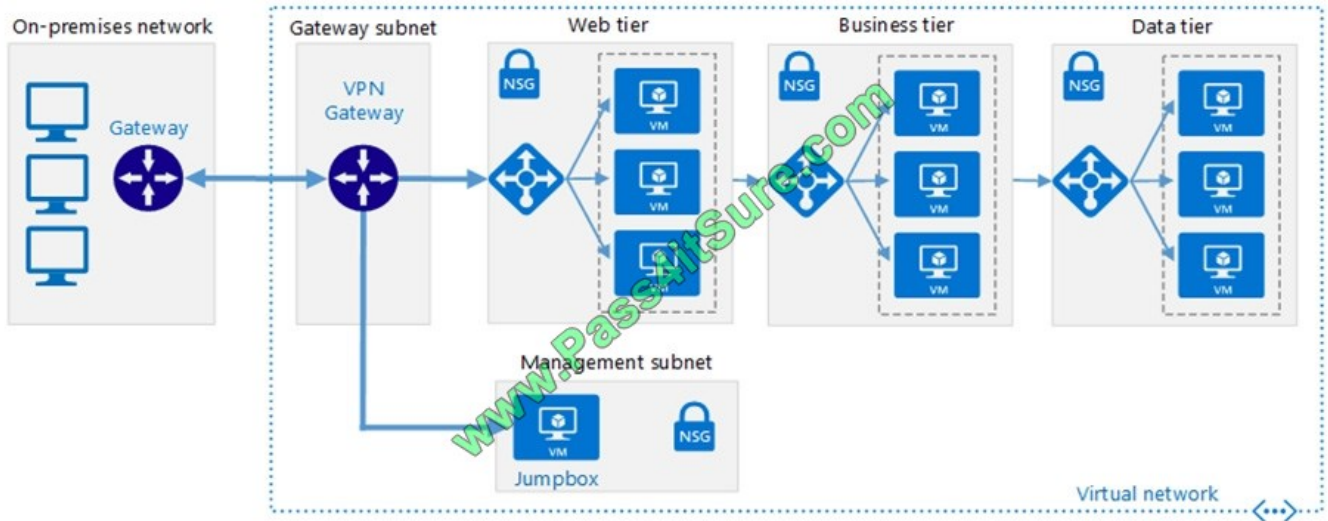 On-premises network
Gateway subnet
Web tier
Business tier
Data tier
Gateway
VPN
Gateway
NSG
VM
VM
VM
NSG
VM
VM
VM
NSG
VM
VM
VM
Management subnet
VM
Jumpbox
NSG
Virtual network
www.Pass4itSure.com